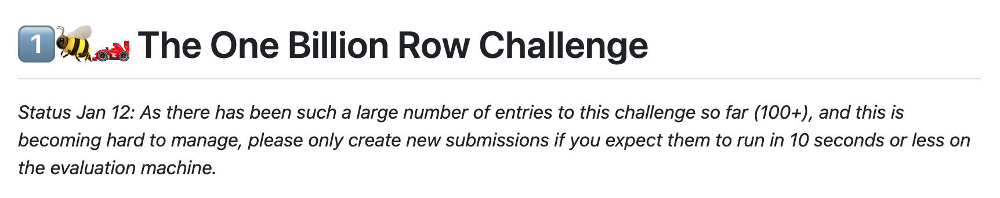 1️⃣🐝🏎️ The One Billion Row Challenge
Status Jan 12: As there has been such a large number of entries to this challenge so far (100+), and this is
becoming hard to manage, please only create new submissions if you expect them to run in 10 seconds or less on
the evaluation machine.